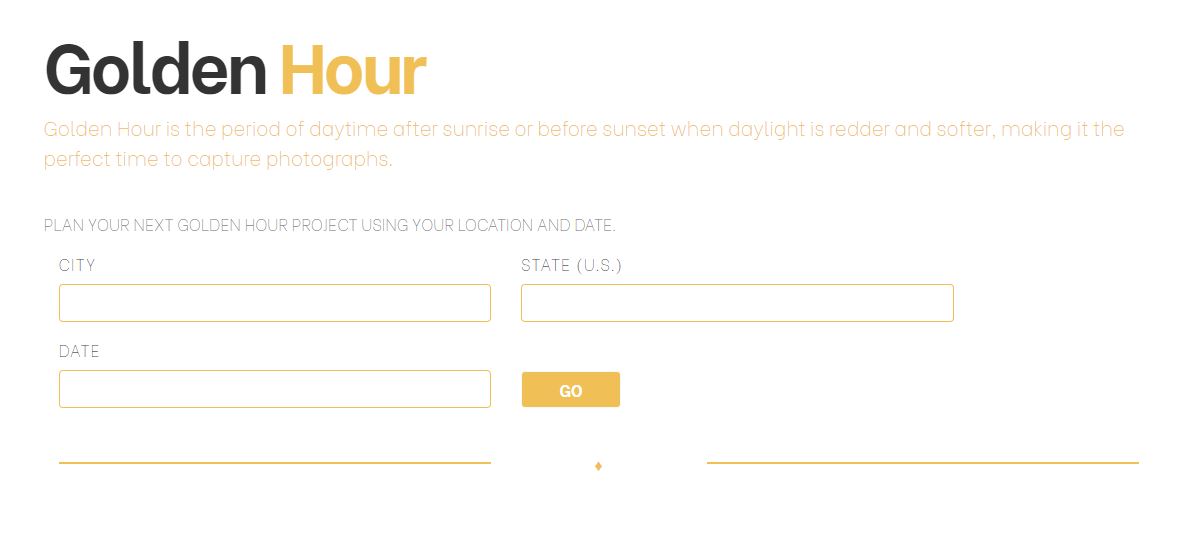 Golden Hour
Golden Hour is the period of daytime after sunrise or before sunset when daylight is redder and softer, making it the
perfect time to capture photographs.
PLAN YOUR NEXT GOLDEN HOUR PROJECT USING YOUR LOCATION AND DATE.
CITY
STATE (U.S.)
DATE
GO